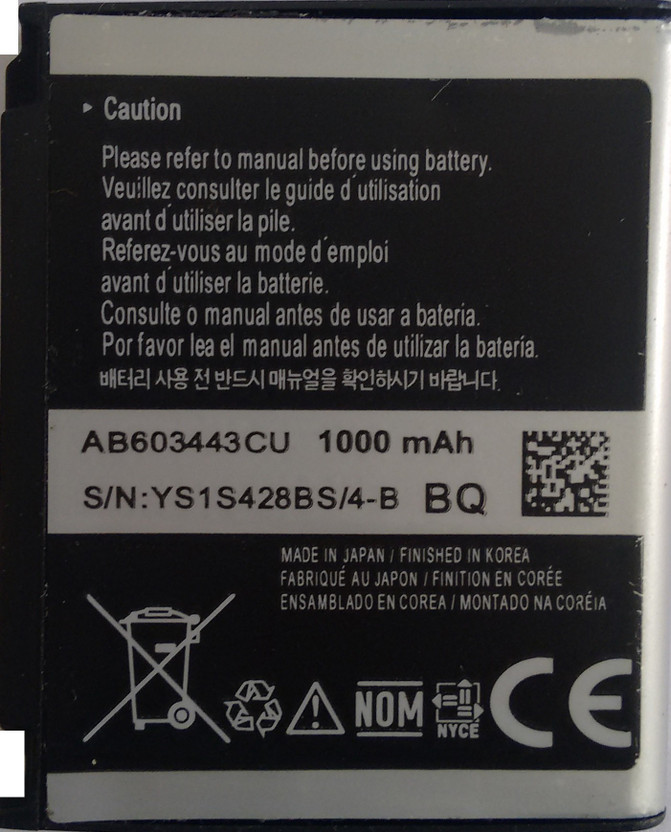 Caution
Please refer to manual before using battery.
Veuillez consulter le guide d´utilisation
avant d´utiliser la pile.
Referez-vous au mode d´emploi
avant d´utiliser la batterie.
Consulte o manual antes de usar a bateria.
Por favor lea el manual antes de utilizar la batería.
배터리 사용 전 반드시 매뉴얼을 확인하시기 바랍니다.
AB603443CU 1000 mAh
S/N:YS1S428BS/4-B BQ
MADE IN JAPAN / FINISHED IN KOREA
FABRIQUÉ AU JAPON / FINITION EN CORÉE
ENSAMBLADO EN COREA / MONTADO NA CORÉIA
NOM NYCE CE